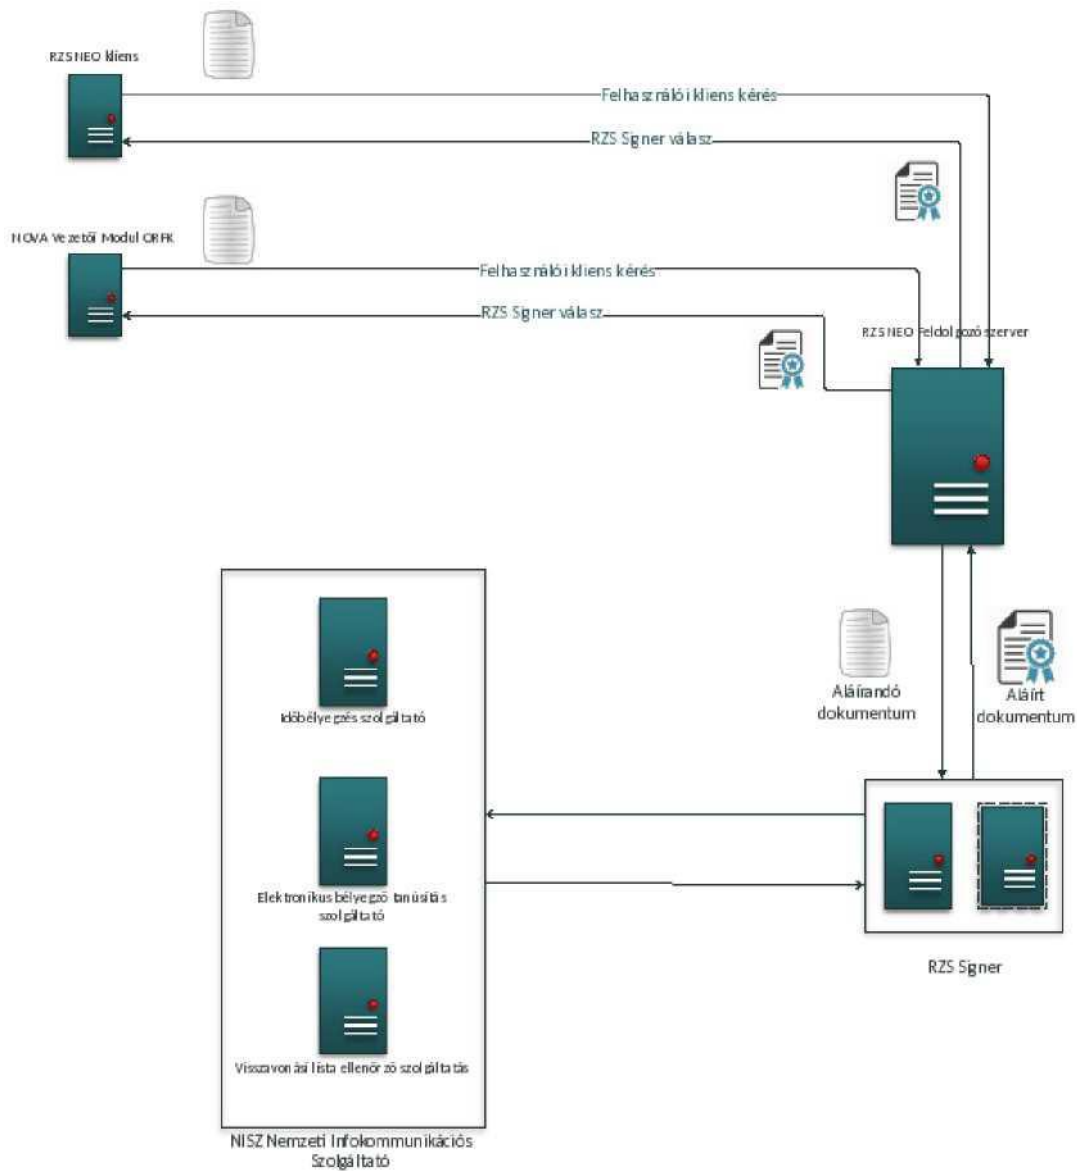 RZS NEO kliens
Felhasználói kliens kérés
RZS Signer válasz
NOVA Vezetői Modul ORFK
Felhasználói kliens kérés
RZS Signer válasz
RZS NEO Feldolgozó szerver
Aláírandó
dokumentum
Aláírt
dokumentum
Időbélyegzés szolgáltató
Elektronikus bélyegző tanúsítás
szolgáltató
RZS Signer
Visszavonási lista ellenőrző szolgáltatás
NISZ Nemzeti Infokommunikációs
Szolgáltató